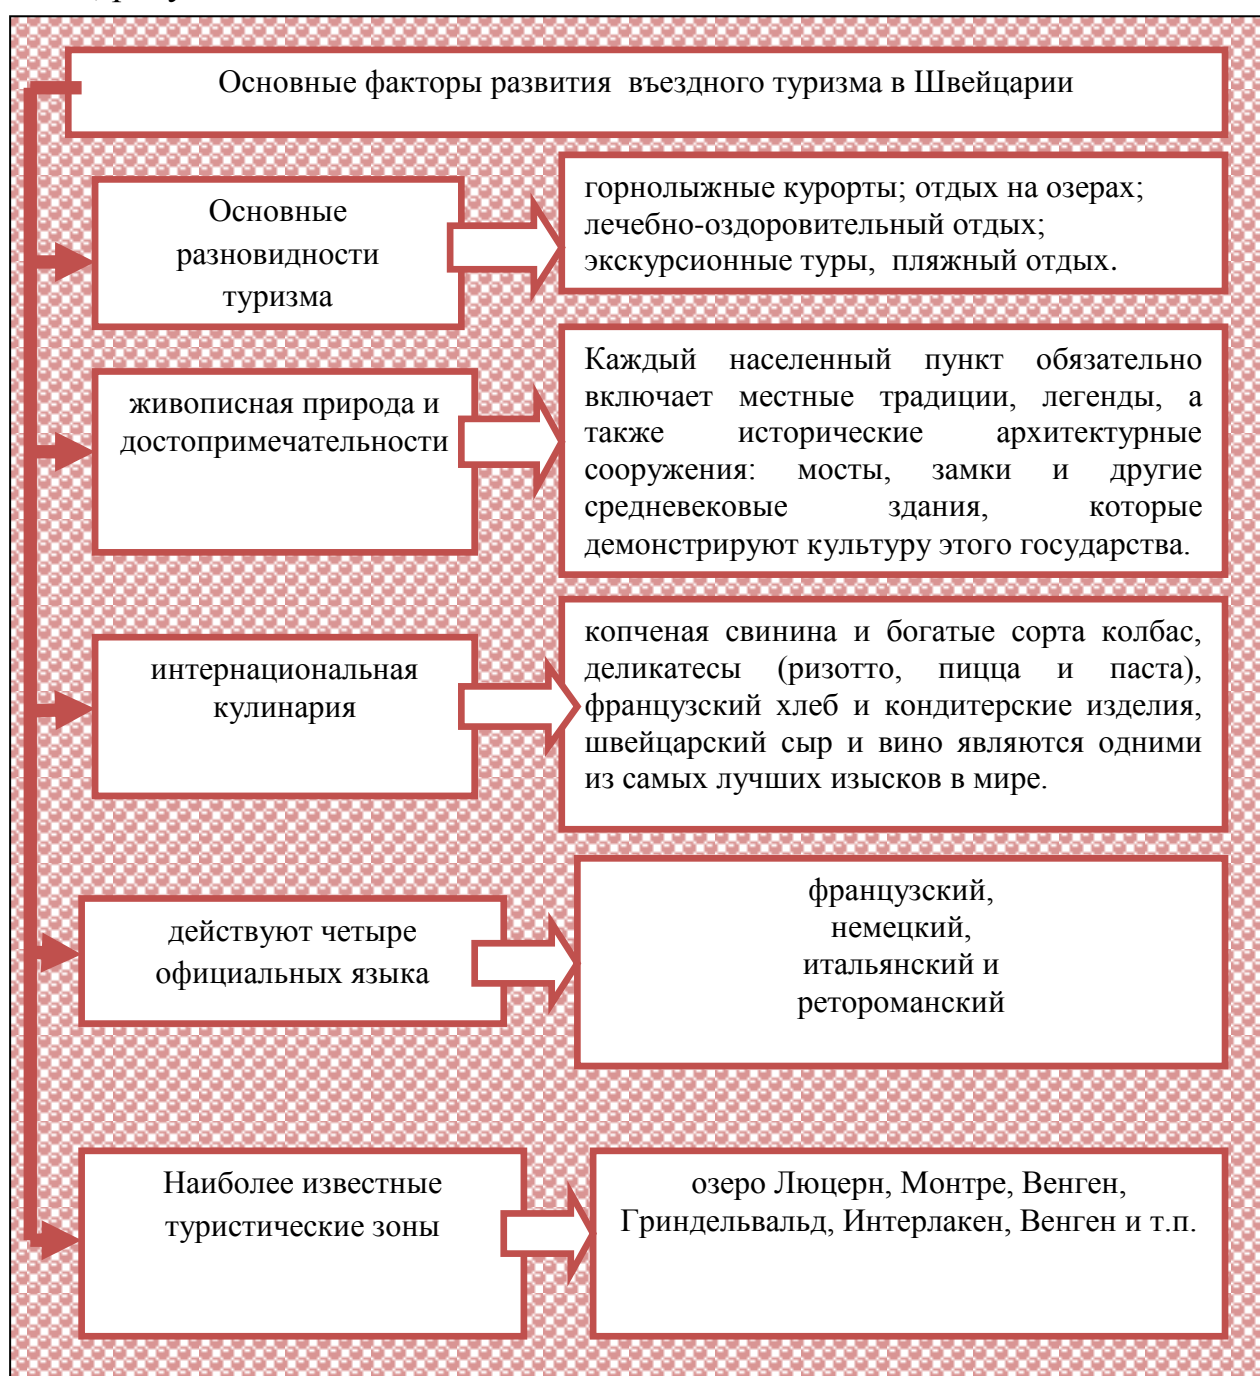 Основные факторы развития въездного туризма в Швейцарии
Основные
разновидности
туризма
горнолыжные курорты; отдых на озерах;
лечебно-оздоровительный отдых;
экскурсионные туры, пляжный отдых.
живописная природа и
достопримечательности
Каждый населенный пункт обязательно
включает местные традиции, легенды, а
также исторические архитектурные
сооружения: мосты, замки и другие
средневековые здания, которые
демонстрируют культуру этого государства.
интернациональная
кулинария
копченая свинина и богатые сорта колбас,
деликатесы (ризотто, пицца и паста),
французский хлеб и кондитерские изделия,
швейцарский сыр и вино являются одними
из самых лучших изысков в мире.
действуют четыре
официальных языка
французский,
немецкий,
итальянский и
ретороманский
Наиболее известные
туристические зоны
озеро Люцерн, Монтре, Венген,
Гриндельвальд, Интерлакен, Венген и т.п.